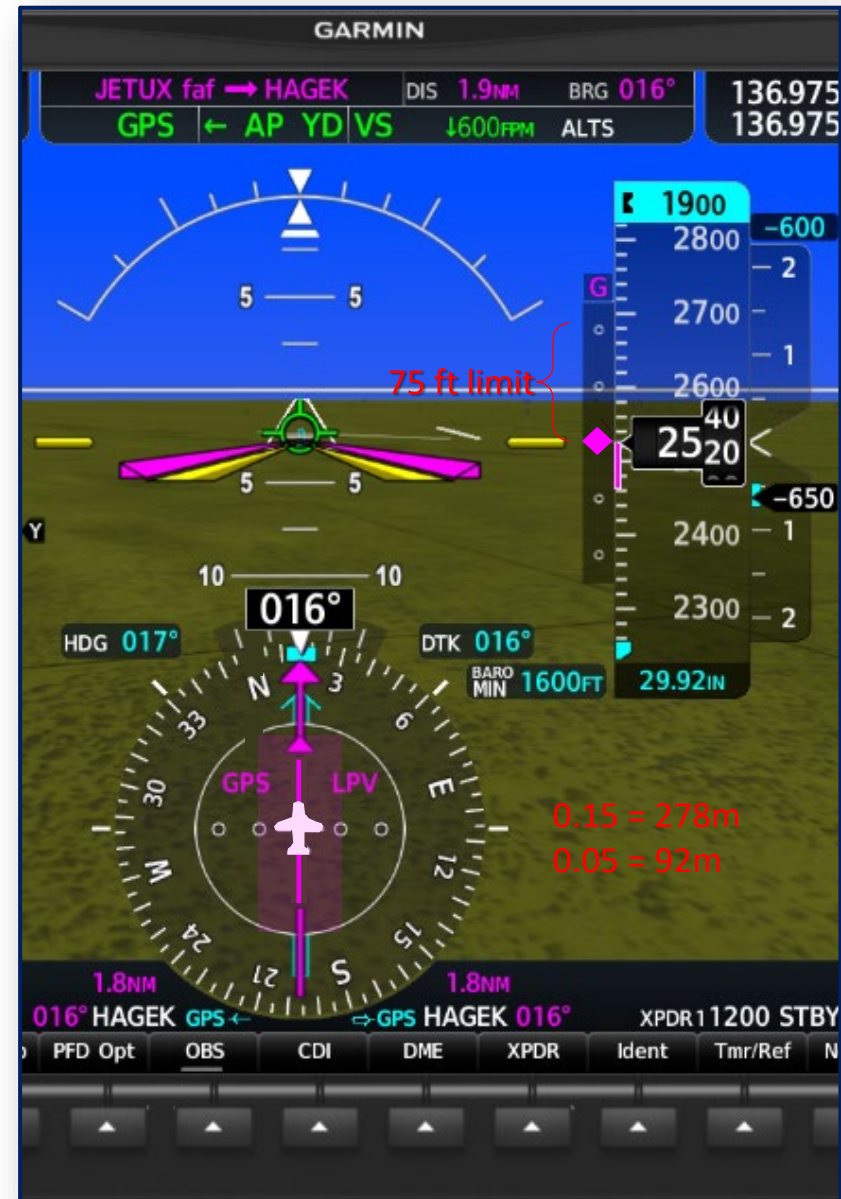 GARMIN
JETUX faf → HAGEK DIS 1.9NM BRG 016° 136.975
GPS ← AP YD VS ↓600FPM ALTS 136.975
1900
-600
2800
2
5 5
G
2700
1
75 ft limit
2600
40
25 20
5 5
-650
Y
2400
1
10 10
016°
2300
2
HDG 017° DTK 016°
BARO MIN 1600FT 29.92IN
N 3 6 E 12 15 S 21 24 W 30 33
GPS LPV
0.15 = 278m
0.05 = 92m
1.8NM 1.8NM
016° HAGEK GPS ← ⇨ GPS HAGEK 016° XPDR1 1200 STBY
PFD Opt OBS CDI DME XPDR Ident Tmr/Ref